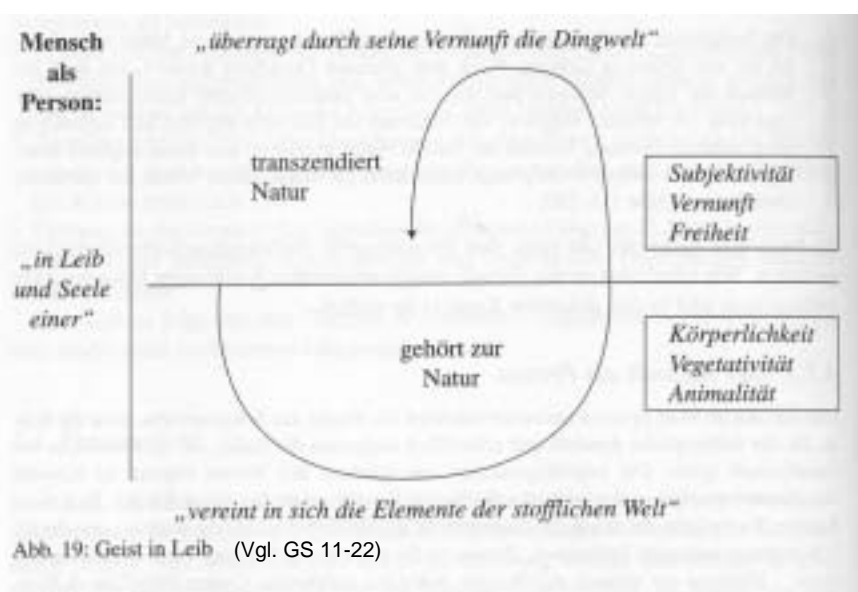 Mensch
als
Person:
„überragt durch seine Vernunft die Dingwelt“
transzendiert
Natur
Subjektivität
Vernunft
Freiheit
„in Leib
und Seele
einer“
gehört zur
Natur
Körperlichkeit
Vegetativität
Animalität
„vereint in sich die Elemente der stofflichen Welt“
Abb. 19: Geist in Leib (Vgl. GS 11-22)